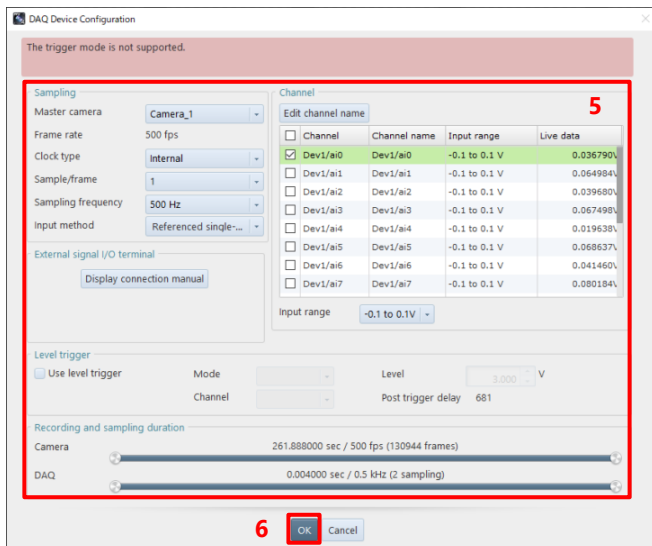 DAQ Device Configuration
The trigger mode is not supported.
Sampling
Master camera Camera_1
Frame rate 500 fps
Clock type Internal
Sample/frame 1
Sampling frequency 500 Hz
Input method Referenced single-...
External signal I/O terminal
Display connection manual
Channel
5
Edit channel name
Channel Channel name Input range Live data
Dev1/ai0 Dev1/ai0 -0.1 to 0.1 V 0.036790V
Dev1/ai1 Dev1/ai1 -0.1 to 0.1 V 0.064984V
Dev1/ai2 Dev1/ai2 -0.1 to 0.1 V 0.039680V
Dev1/ai3 Dev1/ai3 -0.1 to 0.1 V 0.067498V
Dev1/ai4 Dev1/ai4 -0.1 to 0.1 V 0.019638V
Dev1/ai5 Dev1/ai5 -0.1 to 0.1 V 0.068637V
Dev1/ai6 Dev1/ai6 -0.1 to 0.1 V 0.041460V
Dev1/ai7 Dev1/ai7 -0.1 to 0.1 V 0.080184V
Input range -0.1 to 0.1V
Level trigger
Use level trigger Mode Level 3.000 V
Channel Post trigger delay 681
Recording and sampling duration
Camera 261.888000 sec / 500 fps (130944 frames)
DAQ 0.004000 sec / 0.5 kHz (2 sampling)
6 OK Cancel